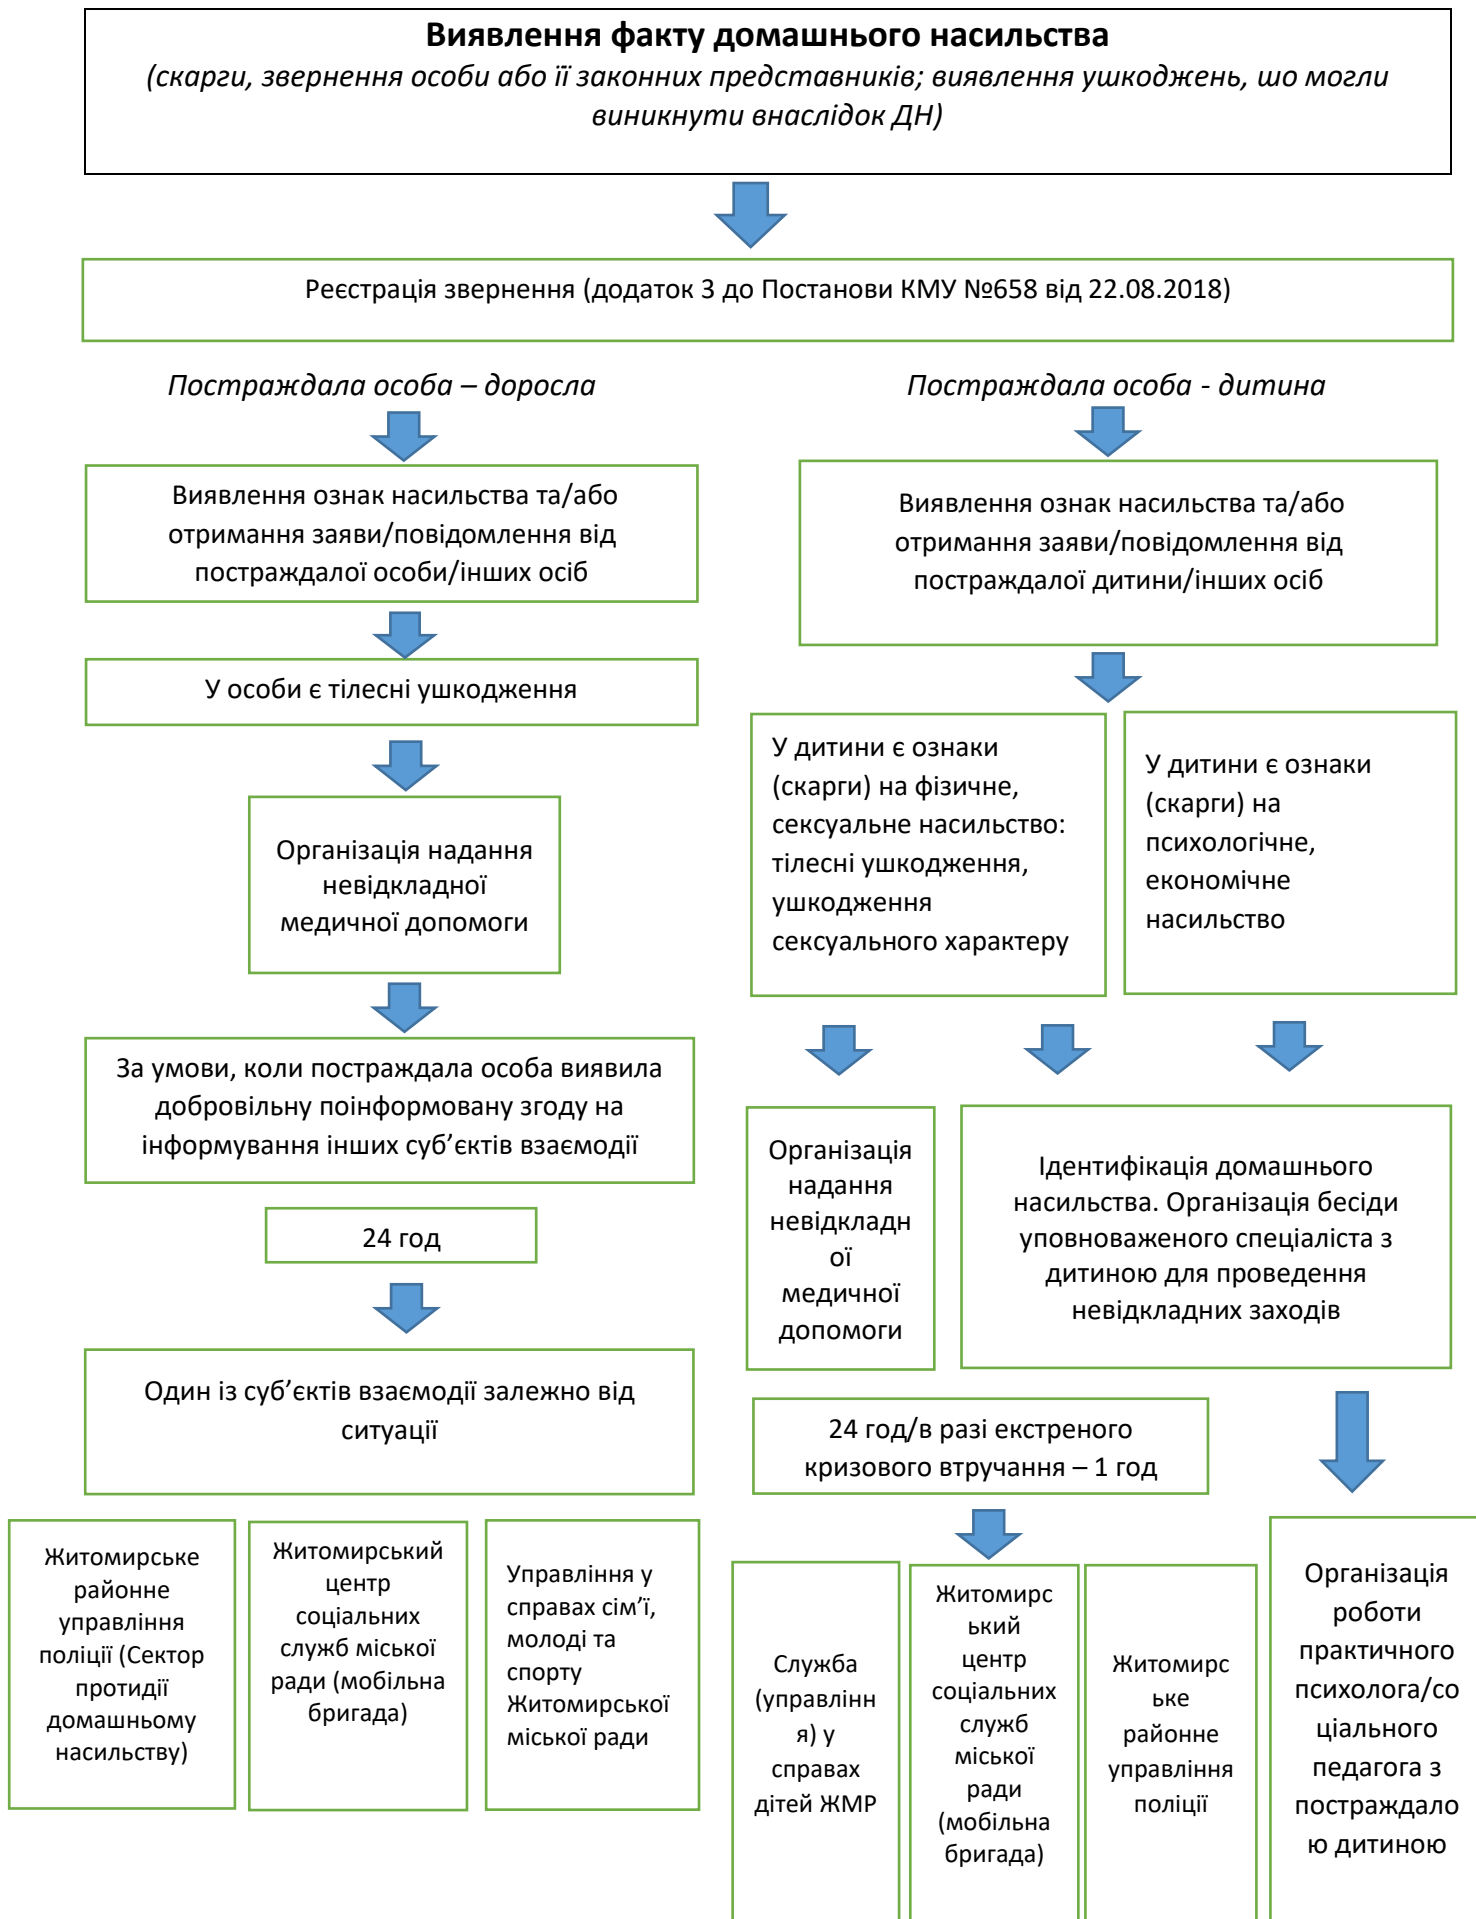 Виявлення факту домашнього насильства
(скарги, звернення особи або її законних представників; виявлення ушкоджень, шо могли
виникнути внаслідок ДН)
Реєстрація звернення (додаток 3 до Постанови КМУ №658 від 22.08.2018)
Постраждала особа – доросла
Виявлення ознак насильства та/або
отримання заяви/повідомлення від
постраждалої особи/інших осіб
У особи є тілесні ушкодження
Організація надання
невідкладної
медичної допомоги
За умови, коли постраждала особа виявила
добровільну поінформовану згоду на
інформування інших суб’єктів взаємодії
24 год
Один із суб’єктів взаємодії залежно від
ситуації
Житомирське
районне
управління
поліції (Сектор
протидії
домашньому
насильству)
Житомирський
центр
соціальних
служб міської
ради (мобільна
бригада)
Управління у
справах сім’ї,
молоді та
спорту
Житомирської
міської ради
Постраждала особа - дитина
Виявлення ознак насильства та/або
отримання заяви/повідомлення від
постраждалої дитини/інших осіб
У дитини є ознаки
(скарги) на фізичне,
сексуальне насильство:
тілесні ушкодження,
ушкодження
сексуального характеру
У дитини є ознаки
(скарги) на
психологічне,
економічне
насильство
Організація
надання
невідкладн
ої
медичної
допомоги
Ідентифікація домашнього
насильства. Організація бесіди
уповноваженого спеціаліста з
дитиною для проведення
невідкладних заходів
24 год/в разі екстреного
кризового втручання – 1 год
Служба
(управлінн
я) у
справах
дітей ЖМР
Житомирс
ький
центр
соціальних
служб
міської
ради
(мобільна
бригада)
Житомирс
ьке
районне
управління
поліції
Організація
роботи
практичного
психолога/со
ціального
педагога з
постраждало
ю дитиною